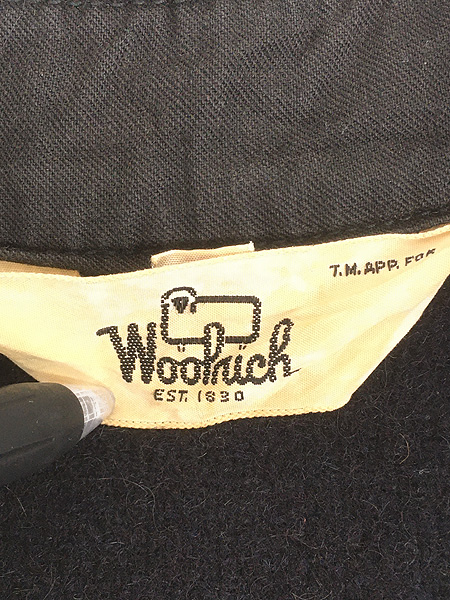 T.M. APP. FOR
Woolrich
EST. 1830